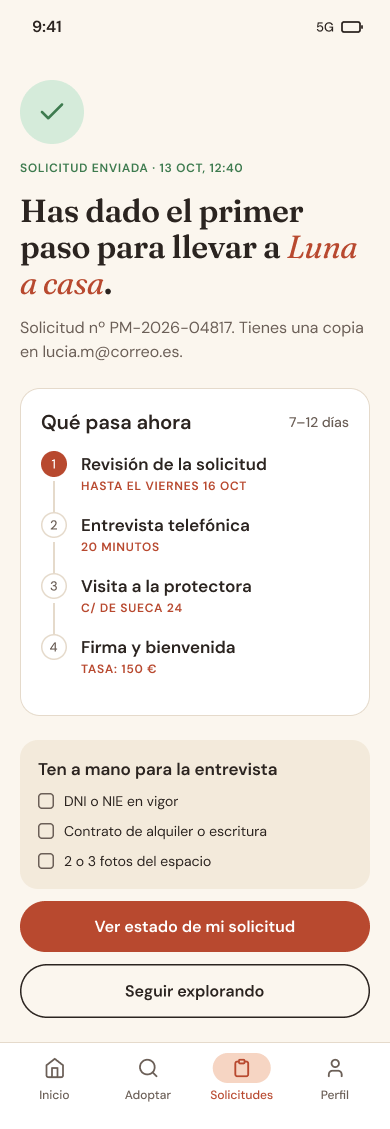 9:41
5G
SOLICITUD ENVIADA · 13 OCT, 12:40
Has dado el primer
paso para llevar a Luna
a casa.
Solicitud nº PM-2026-04817. Tienes una copia
en lucia.m@correo.es.
Qué pasa ahora
7–12 días
1
Revisión de la solicitud
HASTA EL VIERNES 16 OCT
2
Entrevista telefónica
20 MINUTOS
3
Visita a la protectora
C/ DE SUECA 24
4
Firma y bienvenida
TASA: 150 €
Ten a mano para la entrevista
DNI o NIE en vigor
Contrato de alquiler o escritura
2 o 3 fotos del espacio
Ver estado de mi solicitud
Seguir explorando
Inicio
Adoptar
Solicitudes
Perfil